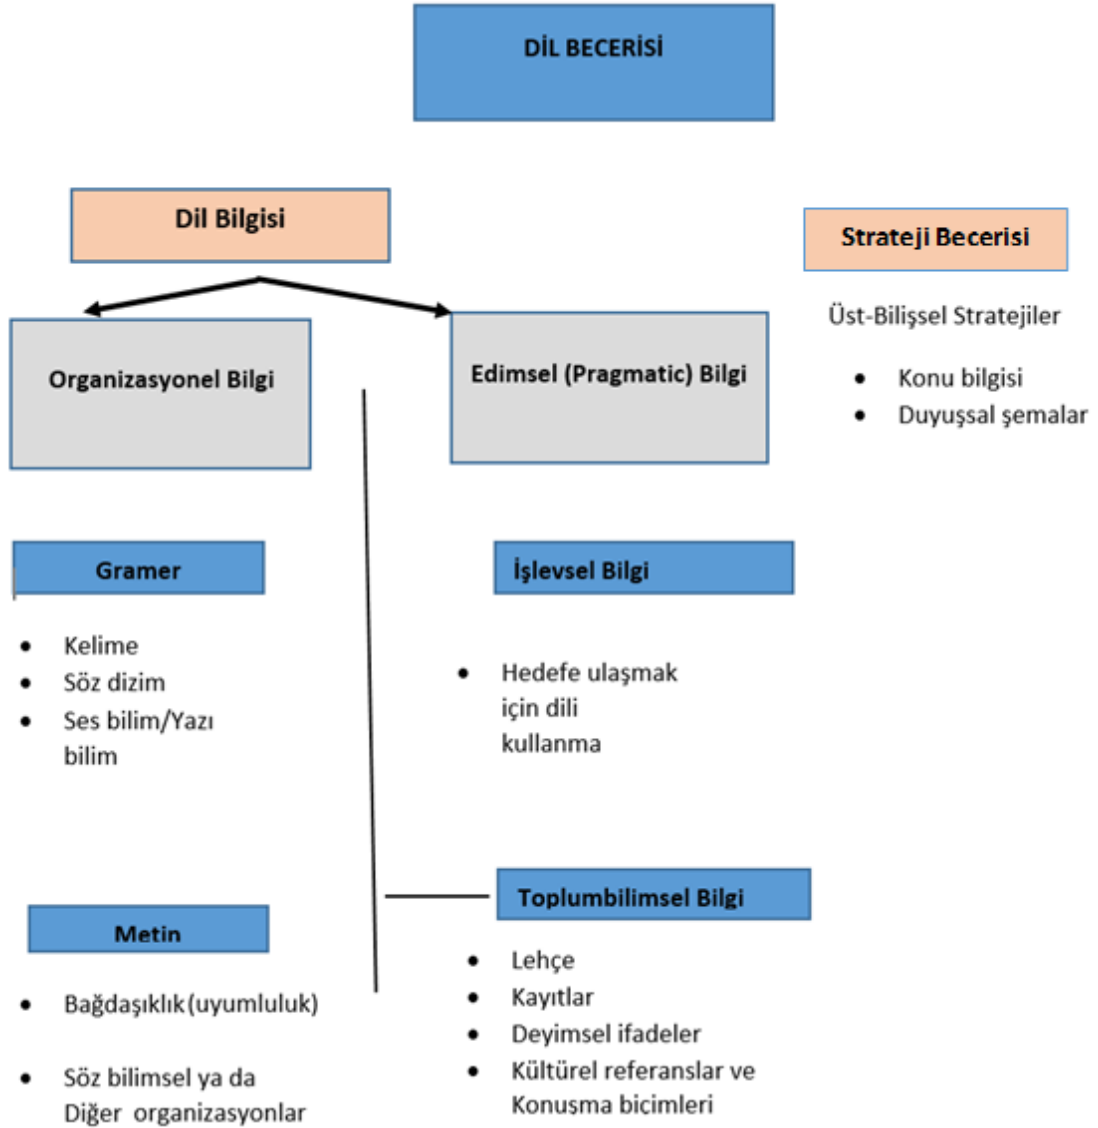 DİL BECERİSİ
Dil Bilgisi
Strateji Becerisi
Üst-Bilişsel Stratejiler
Konu bilgisi
Duyuşsal şemalar
Organizasyonel Bilgi
Edimsel (Pragmatic) Bilgi
Gramer
Kelime
Söz dizim
Ses bilim/Yazı
bilim
İşlevsel Bilgi
Hedefe ulaşmak
için dili
kullanma
Metin
Bağdaşıklık (uyumluluk)
Söz bilimsel ya da
Diğer organizasyonlar
Toplumbilimsel Bilgi
Lehçe
Kayıtlar
Deyimsel ifadeler
Kültürel referanslar ve
Konuşma biçimleri